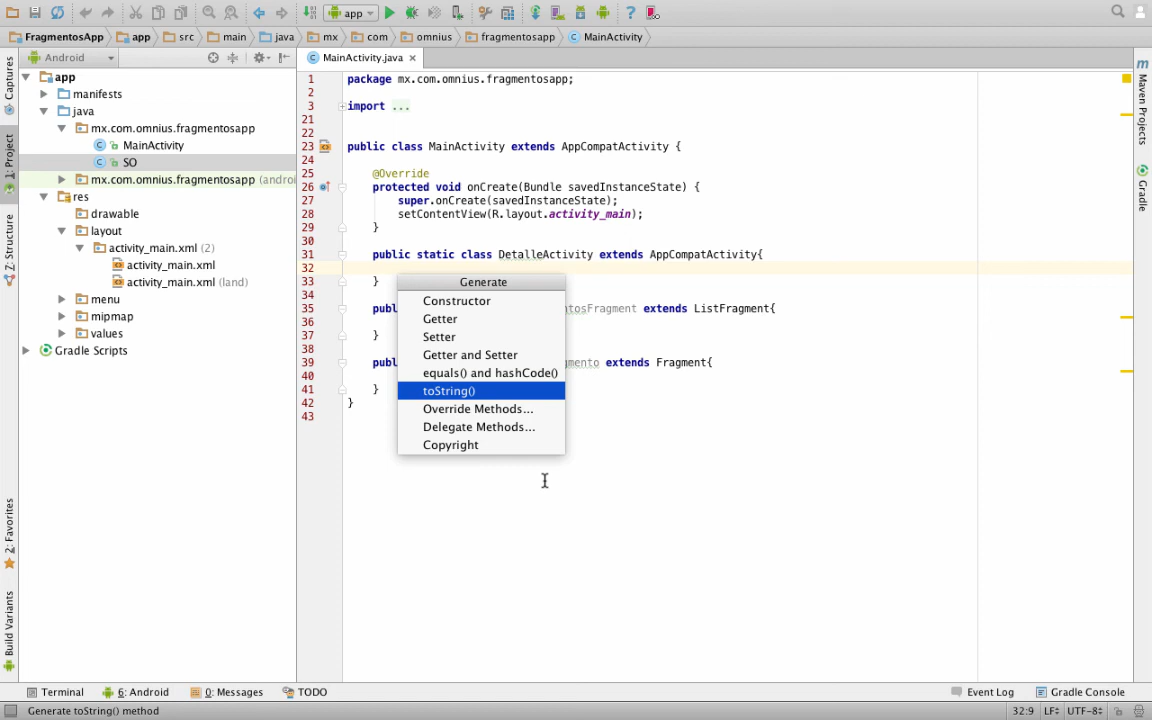 app
FragmentosApp
app
src
main
java
mx
com
omnius
fragmentosapp
MainActivity
Android
MainActivity.java
app
manifests
java
mx.com.omnius.fragmentosapp
MainActivity
SO
mx.com.omnius.fragmentosapp (androi
res
drawable
layout
activity_main.xml (2)
activity_main.xml
activity_main.xml (land)
menu
mipmap
values
Gradle Scripts
Captures
1: Project
Z: Structure
2: Favorites
Build Variants
1 package mx.com.omnius.fragmentosapp;
2
3 import ...
21
22
23 public class MainActivity extends AppCompatActivity {
24
25 @Override
26 protected void onCreate(Bundle savedInstanceState) {
27 super.onCreate(savedInstanceState);
28 setContentView(R.layout.activity_main);
29 }
30
31 public static class DetalleActivity extends AppCompatActivity{
32
33 }
34
35 publ ntosFragment extends ListFragment{
36
37 }
38
39 publ gmento extends Fragment{
40
41 }
42 }
43
Generate
Constructor
Getter
Setter
Getter and Setter
equals() and hashCode()
toString()
Override Methods...
Delegate Methods...
Copyright
m
Maven Projects
Gradle
Terminal
6: Android
0: Messages
TODO
Event Log
Gradle Console
Generate toString() method
32:9
LF
UTF-8